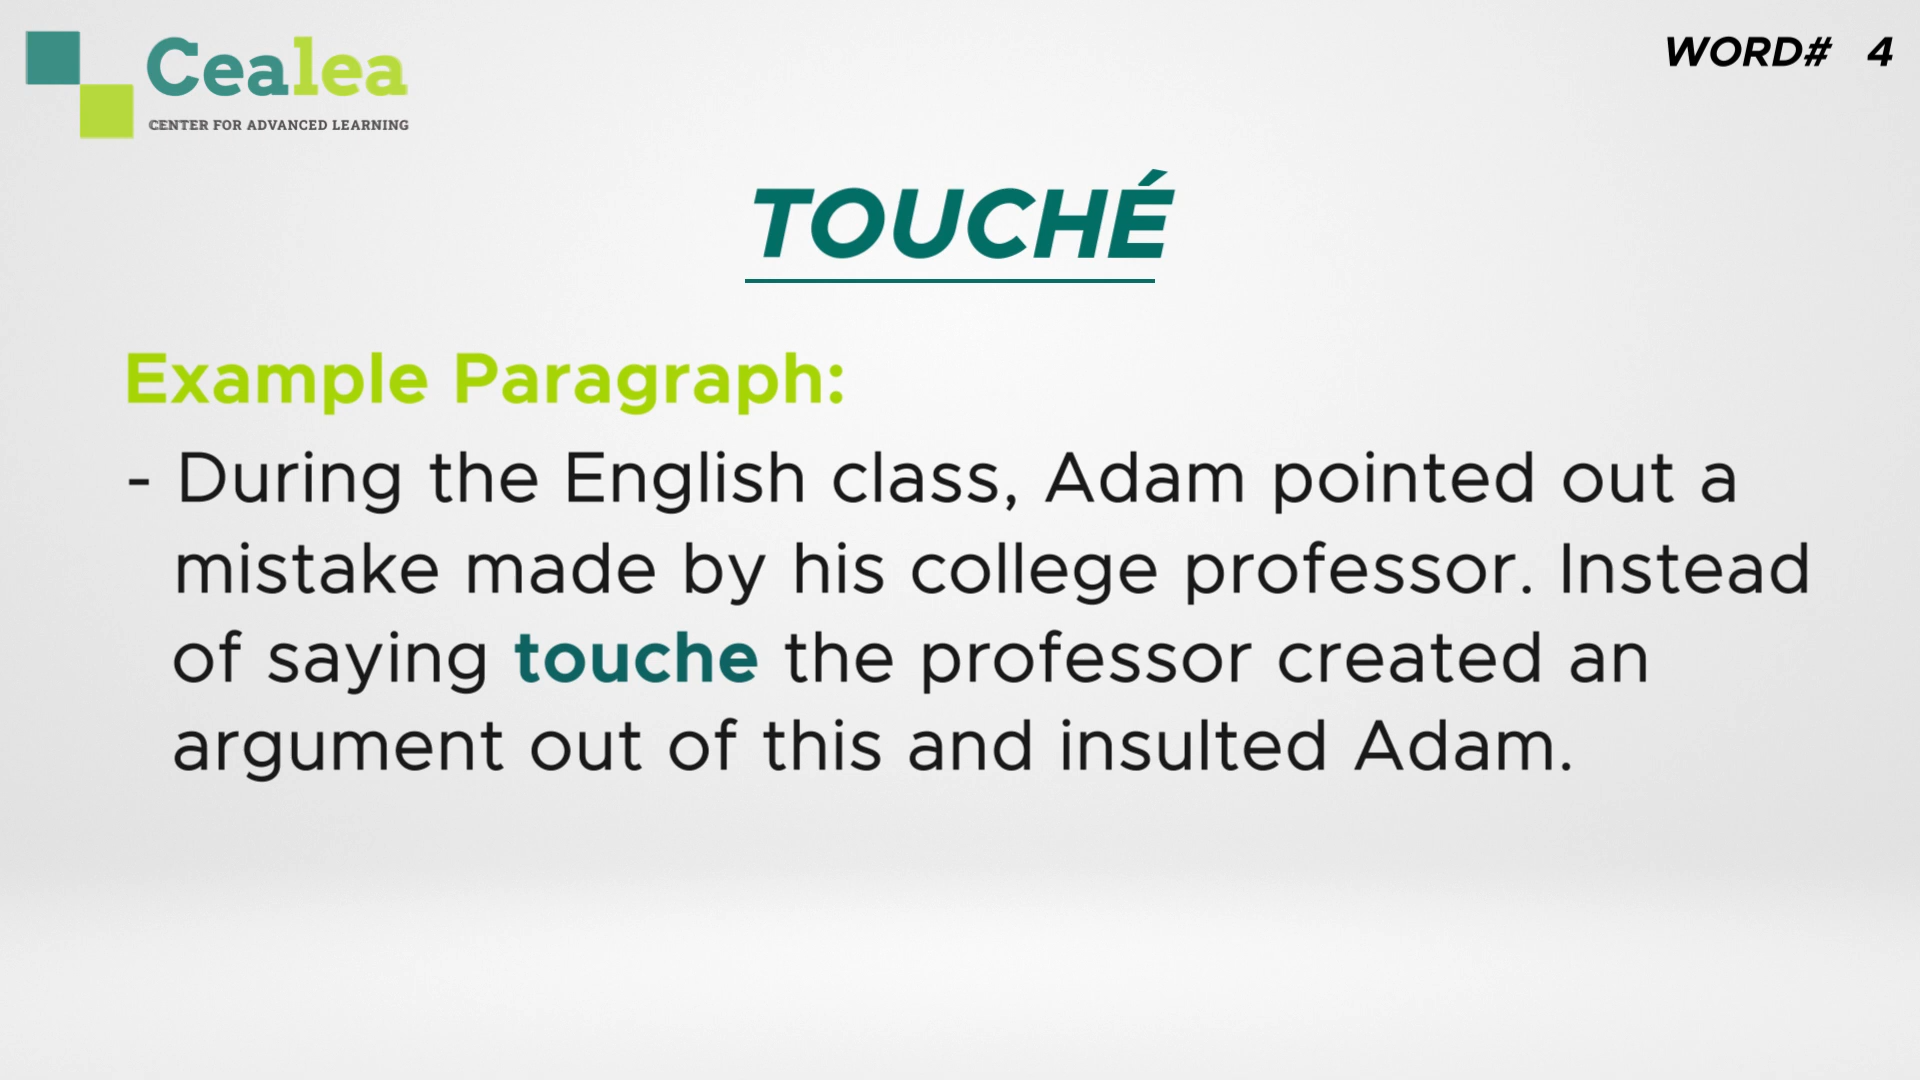 Cealea
CENTER FOR ADVANCED LEARNING
WORD# 4
TOUCHÉ
Example Paragraph:
- During the English class, Adam pointed out a
mistake made by his college professor. Instead
of saying touche the professor created an
argument out of this and insulted Adam.